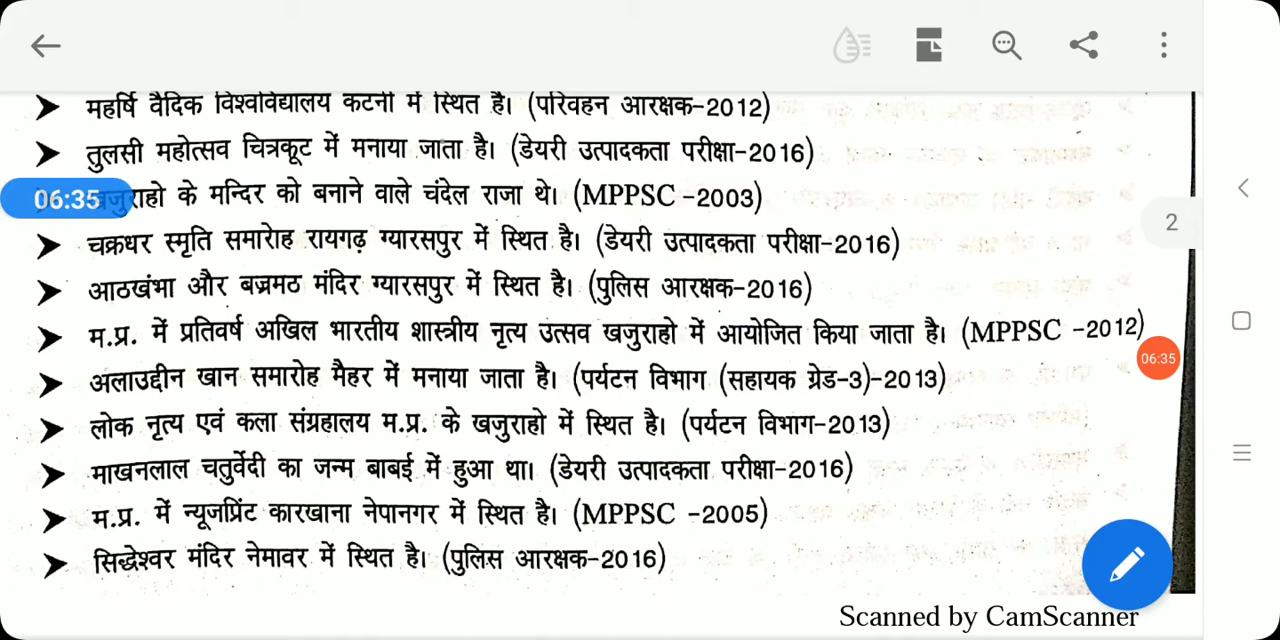 ➤ महर्षि वैदिक विश्वविद्यालय कटनी में स्थित है। (परिवहन आरक्षक-2012)
➤ तुलसी महोत्सव चित्रकूट में मनाया जाता है। (डेयरी उत्पादकता परीक्षा-2016)
06:35 जुराहो के मन्दिर को बनाने वाले चंदेल राजा थे। (MPPSC -2003)
2
➤ चक्रधर स्मृति समारोह रायगढ़ ग्यारसपुर में स्थित है। (डेयरी उत्पादकता परीक्षा-2016)
➤ आठखंभा और बज्रमठ मंदिर ग्यारसपुर में स्थित है। (पुलिस आरक्षक-2016)
➤ म.प्र. में प्रतिवर्ष अखिल भारतीय शास्त्रीय नृत्य उत्सव खजुराहो में आयोजित किया जाता है। (MPPSC -2012)
06:35
➤ अलाउद्दीन खान समारोह मैहर में मनाया जाता है। (पर्यटन विभाग (सहायक ग्रेड-3)-2013)
➤ लोक नृत्य एवं कला संग्रहालय म.प्र. के खजुराहो में स्थित है। (पर्यटन विभाग-2013)
➤ माखनलाल चतुर्वेदी का जन्म बाबई में हुआ था। (डेयरी उत्पादकता परीक्षा-2016)
➤ म.प्र. में न्यूजप्रिंट कारखाना नेपानगर में स्थित है। (MPPSC -2005)
➤ सिद्धेश्वर मंदिर नेमावर में स्थित है। (पुलिस आरक्षक-2016)
Scanned by CamScanner